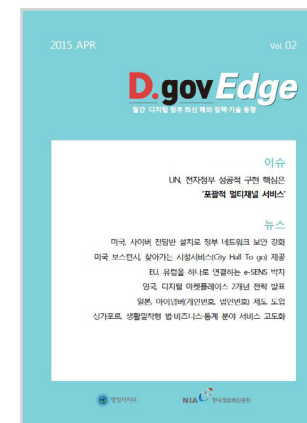 2015 APR
Vol. 02
D.gov Edge
월간 디지털 정부 최신 해외 정책·기술 동향
이슈
UN, 전자정부 성공적 구현 핵심은
‘포괄적 멀티채널 서비스’
뉴스
미국, 사이버 전담반 설치로 정부 네트워크 보안 강화
미국 보스턴시, 찾아가는 시청서비스(City Hall To go) 제공
EU, 유럽을 하나로 연결하는 e-SENS 박차
영국, 디지털 마켓플레이스 2개년 전략 발표
일본, 마이넘버(개인번호, 법인번호) 제도 도입
싱가포르, 생활밀착형 법·비즈니스·통계 분야 서비스 고도화
행정자치부
NIA 한국정보화진흥원